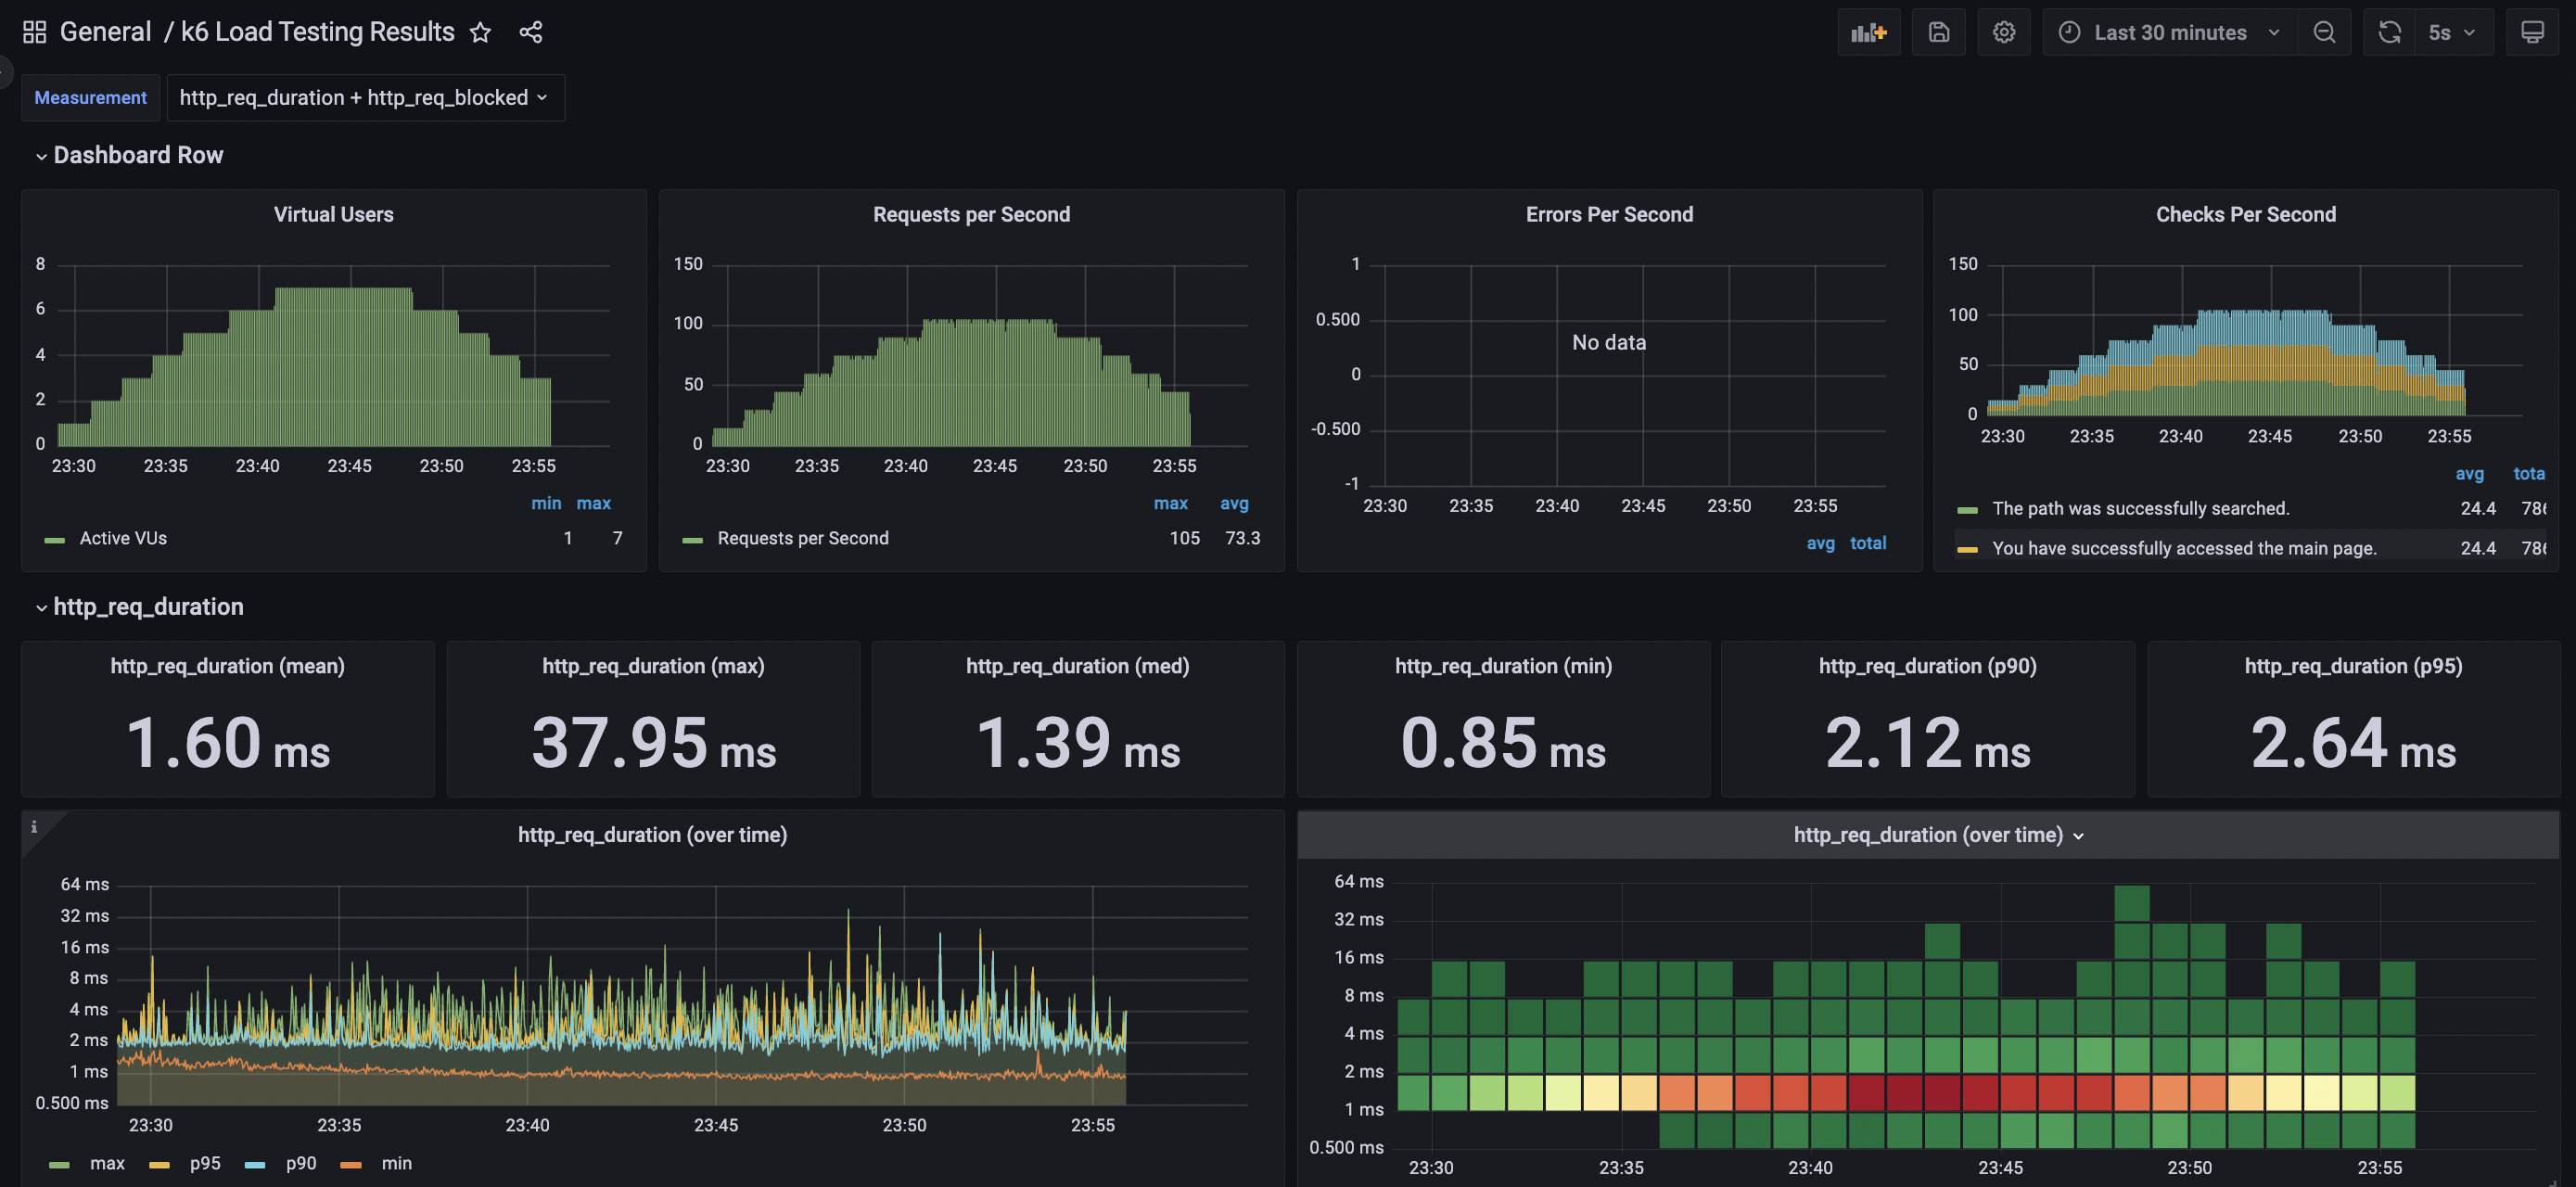 General / k6 Load Testing Results
Last 30 minutes
5s
Measurement
http_req_duration + http_req_blocked
Dashboard Row
Virtual Users
8
6
4
2
0
23:30 23:35 23:40 23:45 23:50 23:55
min max
Active VUs 1 7
Requests per Second
150
100
50
0
23:30 23:35 23:40 23:45 23:50 23:55
max avg
Requests per Second 105 73.3
Errors Per Second
1
0.500
0
-0.500
-1
No data
23:30 23:35 23:40 23:45 23:50 23:55
avg total
Checks Per Second
150
100
50
0
23:30 23:35 23:40 23:45 23:50 23:55
avg tota
The path was successfully searched. 24.4 786
You have successfully accessed the main page. 24.4 786
http_req_duration
http_req_duration (mean)
1.60 ms
http_req_duration (max)
37.95 ms
http_req_duration (med)
1.39 ms
http_req_duration (min)
0.85 ms
http_req_duration (p90)
2.12 ms
http_req_duration (p95)
2.64 ms
i
http_req_duration (over time)
64 ms
32 ms
16 ms
8 ms
4 ms
2 ms
1 ms
0.500 ms
23:30 23:35 23:40 23:45 23:50 23:55
max p95 p90 min
http_req_duration (over time)
64 ms
32 ms
16 ms
8 ms
4 ms
2 ms
1 ms
0.500 ms
23:30 23:35 23:40 23:45 23:50 23:55